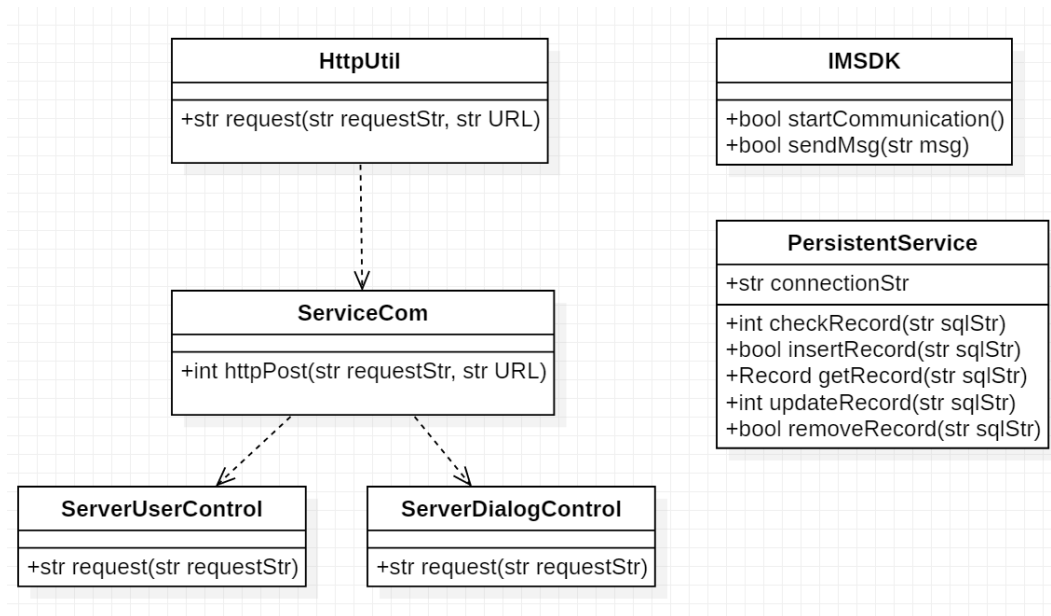 HttpUtil
+str request(str requestStr, str URL)
IMSDK
+bool startCommunication()
+bool sendMsg(str msg)
PersistentService
+str connectionStr
+int checkRecord(str sqlStr)
+bool insertRecord(str sqlStr)
+Record getRecord(str sqlStr)
+int updateRecord(str sqlStr)
+bool removeRecord(str sqlStr)
ServiceCom
+int httpPost(str requestStr, str URL)
ServerUserControl
+str request(str requestStr)
ServerDialogControl
+str request(str requestStr)